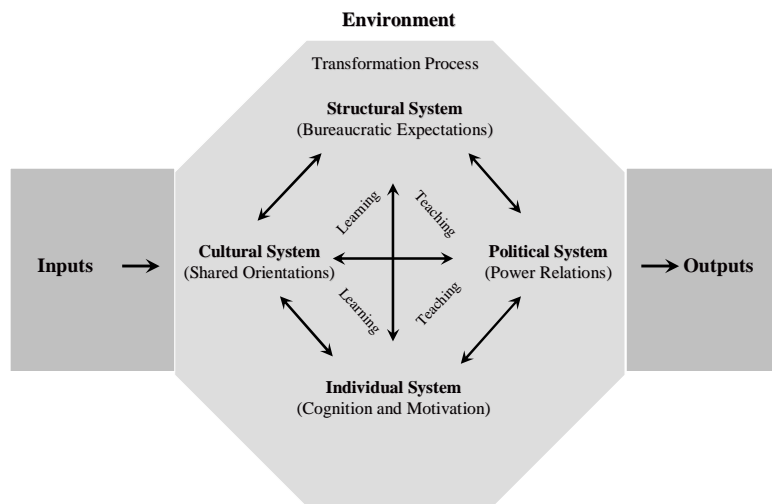 Environment
Transformation Process
Structural System
(Bureaucratic Expectations)
Learning
Teaching
Inputs
Cultural System
(Shared Orientations)
Political System
(Power Relations)
Outputs
Learning
Teaching
Individual System
(Cognition and Motivation)